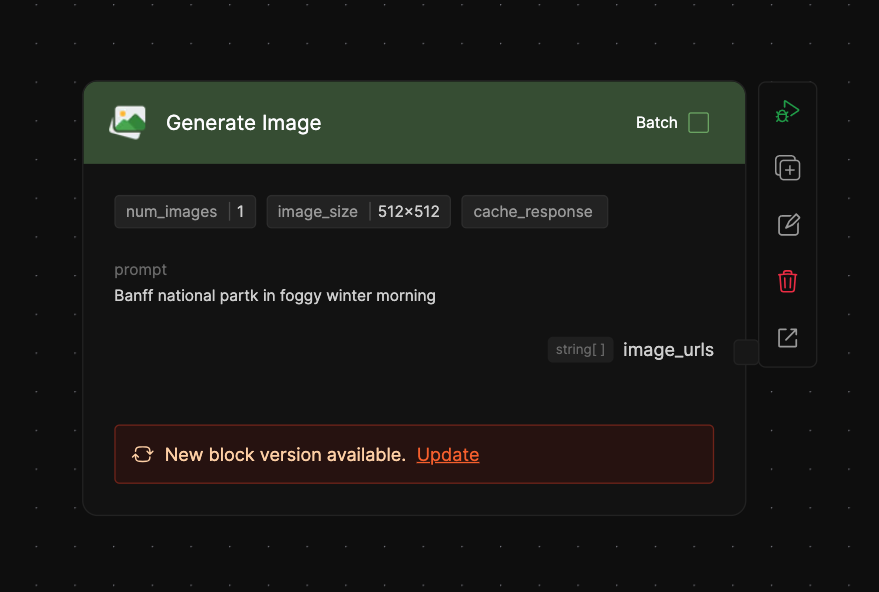 Generate Image
Batch
num_images | 1
image_size | 512×512
cache_response
prompt
Banff national partk in foggy winter morning
string[ ] image_urls
New block version available. Update